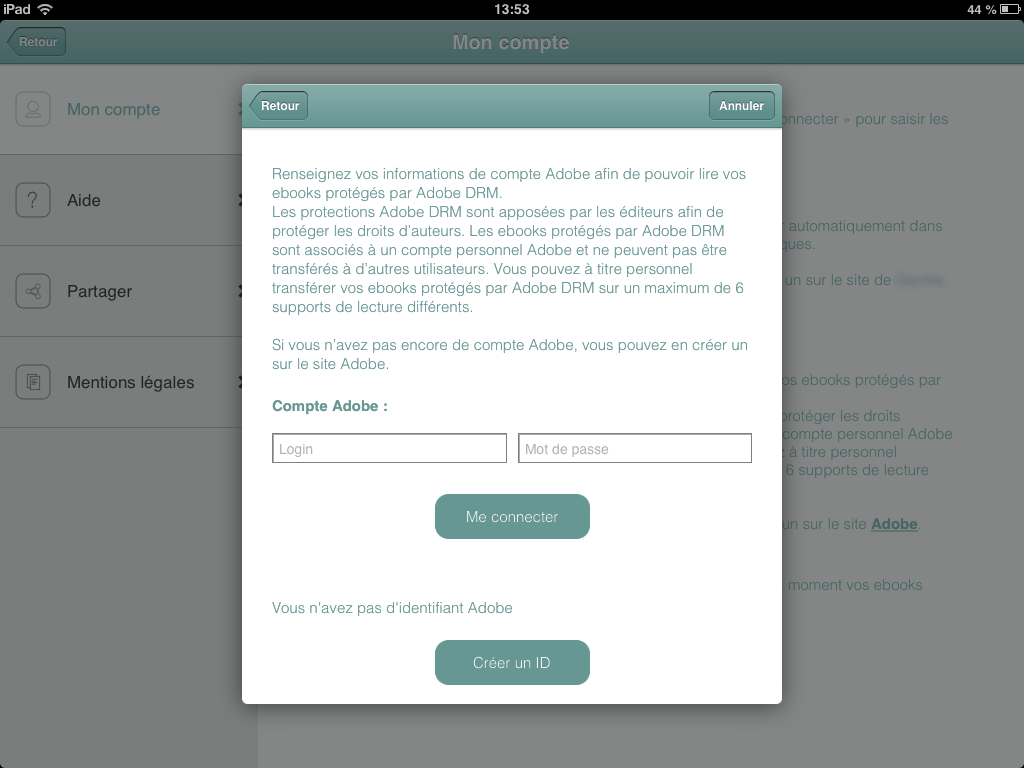 iPad
13:53
44 %
Retour
Mon compte
Mon compte
Aide
Partager
Mentions légales
Retour
Annuler
Renseignez vos informations de compte Adobe afin de pouvoir lire vos
ebooks protégés par Adobe DRM.
Les protections Adobe DRM sont apposées par les éditeurs afin de
protéger les droits d'auteurs. Les ebooks protégés par Adobe DRM
sont associés à un compte personnel Adobe et ne peuvent pas être
transférés à d'autres utilisateurs. Vous pouvez à titre personnel
transférer vos ebooks protégés par Adobe DRM sur un maximum de 6
supports de lecture différents.
Si vous n'avez pas encore de compte Adobe, vous pouvez en créer un
sur le site Adobe.
Compte Adobe :
Login
Mot de passe
Me connecter
Vous n'avez pas d'identifiant Adobe
Créer un ID
» pour saisir les
automatiquement dans
un sur le site de
ebooks protégés par
protéger les droits
compte personnel Adobe
à titre personnel
6 supports de lecture
un sur le site Adobe.
moment vos ebooks